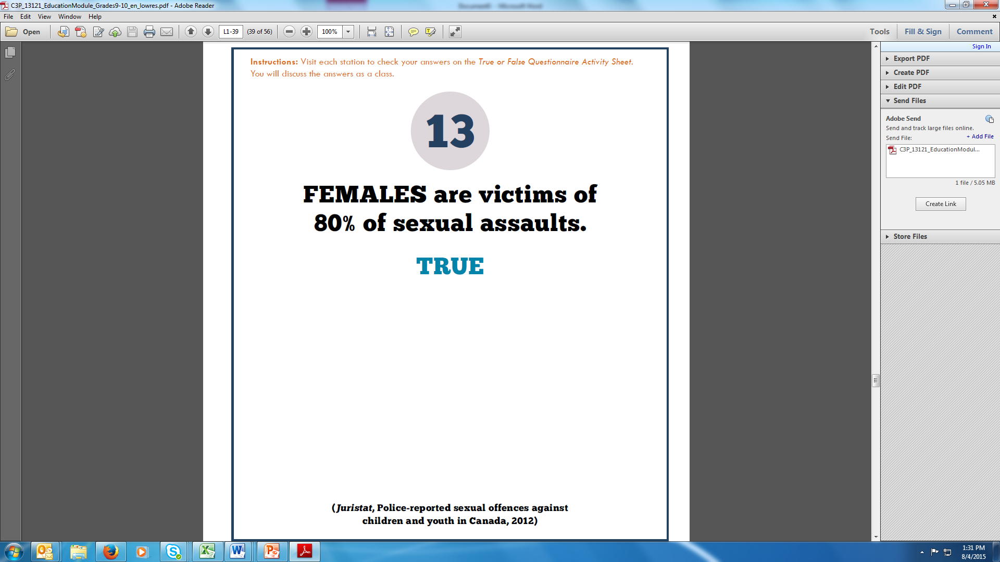 C3P_13121_EducationModule_Grades9-10_en_lowres.pdf - Adobe Reader
File Edit View Window Help
Open
L1-39
(39 of 56)
100%
Tools
Fill & Sign
Comment
Sign In
Export PDF
Create PDF
Edit PDF
Send Files
Adobe Send
Send and track large files online.
Send File:
+ Add File
C3P_13121_EducationModul...
1 file / 5.05 MB
Create Link
Store Files
Instructions: Visit each station to check your answers on the True or False Questionnaire Activity Sheet.
You will discuss the answers as a class.
13
FEMALES are victims of
80% of sexual assaults.
TRUE
(Juristat, Police-reported sexual offences against
children and youth in Canada, 2012)
1:31 PM
8/4/2015